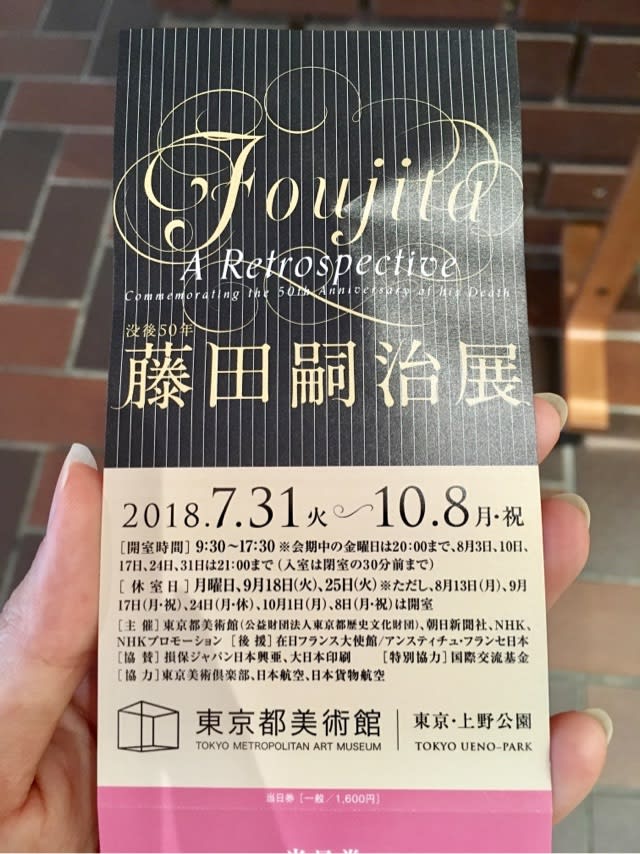 Foujita
A Retrospective
Commemorating the 50th Anniversary of his Death
没後50年
藤田嗣治展
2018.7.31火〜10.8月・祝
［開室時間］9:30〜17:30 ※会期中の金曜日は20:00まで、8月3日、10日、
17日、24日、31日は21:00まで（入室は閉室の30分前まで）
［休室日］月曜日、9月18日(火)、25日(火) ※ただし、8月13日(月)、9月
17日(月・祝)、24日(月・休)、10月1日(月)、8日(月・祝)は開室
［主催］東京都美術館(公益財団法人東京都歴史文化財団)、朝日新聞社、NHK、
NHKプロモーション ［後援］在日フランス大使館/アンスティチュ・フランセ日本
［協賛］損保ジャパン日本興亜、大日本印刷 ［特別協力］国際交流基金
［協力］東京美術倶楽部、日本航空、日本貨物航空
東京都美術館 東京・上野公園
TOKYO METROPOLITAN ART MUSEUM TOKYO UENO-PARK
当日券［一般／1,600円］